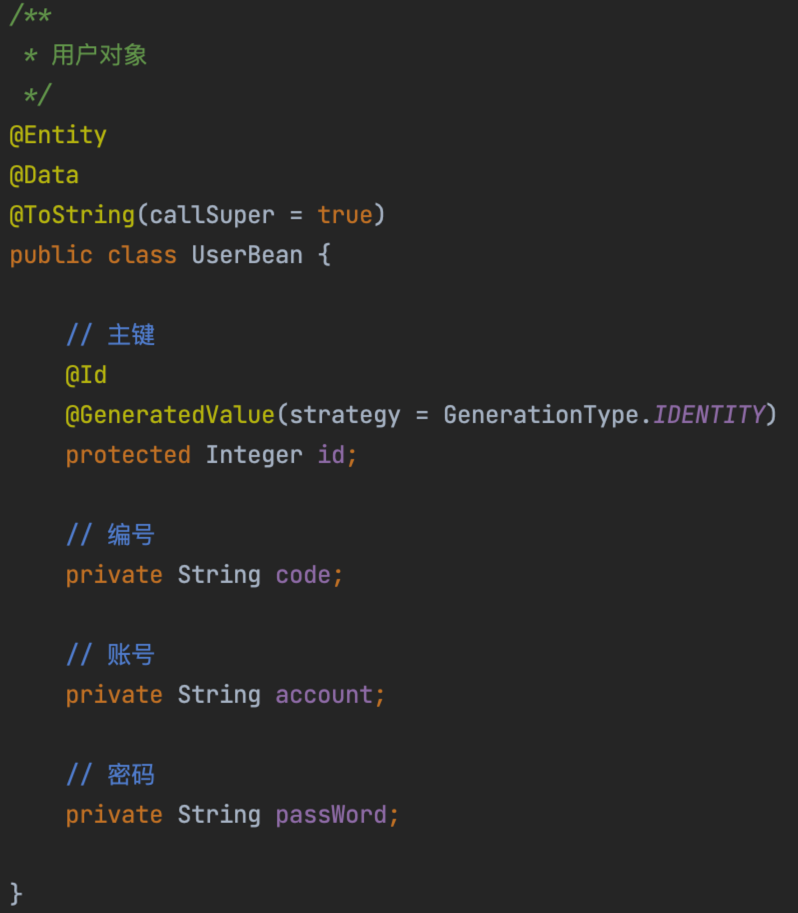 /**
 * 用户对象
 */
@Entity
@Data
@ToString(callSuper = true)
public class UserBean {
    // 主键
    @Id
    @GeneratedValue(strategy = GenerationType.IDENTITY)
    protected Integer id;
    // 编号
    private String code;
    // 账号
    private String account;
    // 密码
    private String passWord;
}